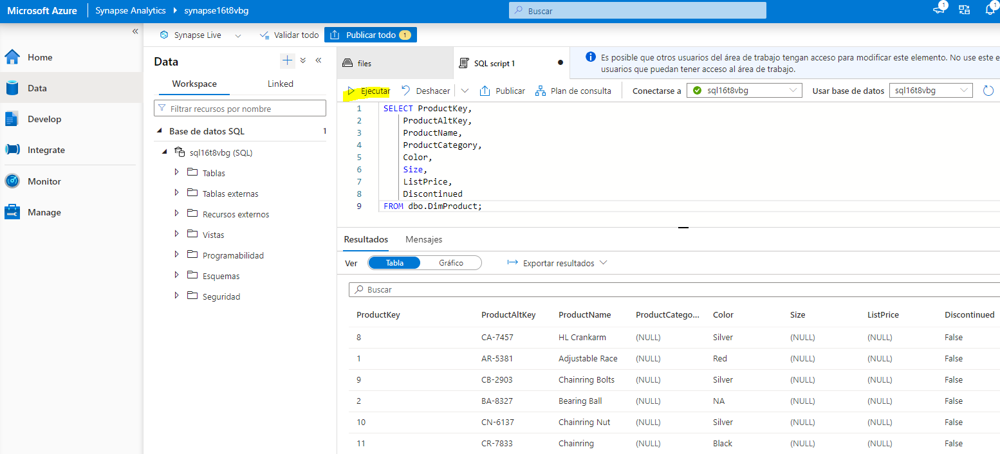 Microsoft Azure Synapse Analytics synapse16t8vbg Buscar 1 1
Synapse Live Validar todo Publicar todo 1
Home
Data
Develop
Integrate
Monitor
Manage
Data
Workspace Linked
Filtrar recursos por nombre
Base de datos SQL 1
sql16t8vbg (SQL)
Tablas
Tablas externas
Recursos externos
Vistas
Programabilidad
Esquemas
Seguridad
files SQL script 1
Es posible que otros usuarios del área de trabajo tengan acceso para modificar este elemento. No use este e
usuarios que puedan tener acceso al área de trabajo.
Ejecutar Deshacer Publicar Plan de consulta Conectarse a sql16t8vbg Usar base de datos sql16t8vbg
1 SELECT ProductKey,
2 ProductAltKey,
3 ProductName,
4 ProductCategory,
5 Color,
6 Size,
7 ListPrice,
8 Discontinued
9 FROM dbo.DimProduct;
Resultados Mensajes
Ver Tabla Gráfico Exportar resultados
Buscar
ProductKey ProductAltKey ProductName ProductCatego... Color Size ListPrice Discontinued
8 CA-7457 HL Crankarm (NULL) Silver (NULL) (NULL) False
1 AR-5381 Adjustable Race (NULL) Red (NULL) (NULL) False
9 CB-2903 Chainring Bolts (NULL) Silver (NULL) (NULL) False
2 BA-8327 Bearing Ball (NULL) NA (NULL) (NULL) False
10 CN-6137 Chainring Nut (NULL) Silver (NULL) (NULL) False
11 CR-7833 Chainring (NULL) Black (NULL) (NULL) False